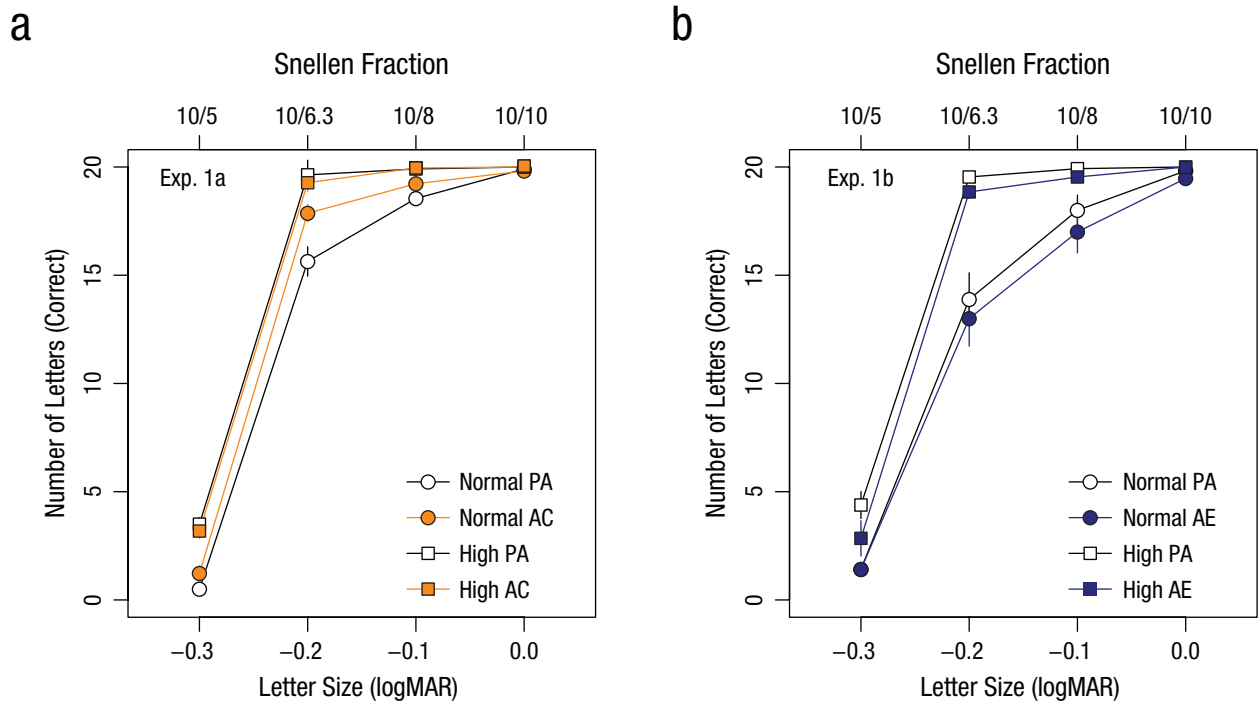 a
Snellen Fraction
10/5 10/6.3 10/8 10/10
Exp. 1a
Number of Letters (Correct)
20
15
10
5
0
Normal PA
Normal AC
High PA
High AC
−0.3 −0.2 −0.1 0.0
Letter Size (logMAR)
b
Snellen Fraction
10/5 10/6.3 10/8 10/10
Exp. 1b
Number of Letters (Correct)
20
15
10
5
0
Normal PA
Normal AE
High PA
High AE
−0.3 −0.2 −0.1 0.0
Letter Size (logMAR)